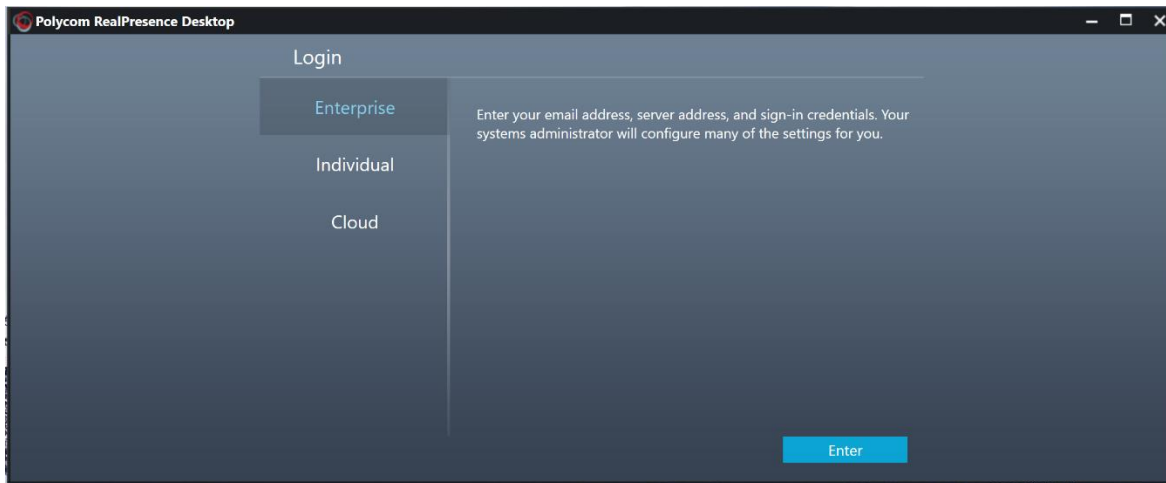 Polycom RealPresence Desktop
Login
Enterprise
Enter your email address, server address, and sign-in credentials. Your
systems administrator will configure many of the settings for you.
Individual
Cloud
Enter